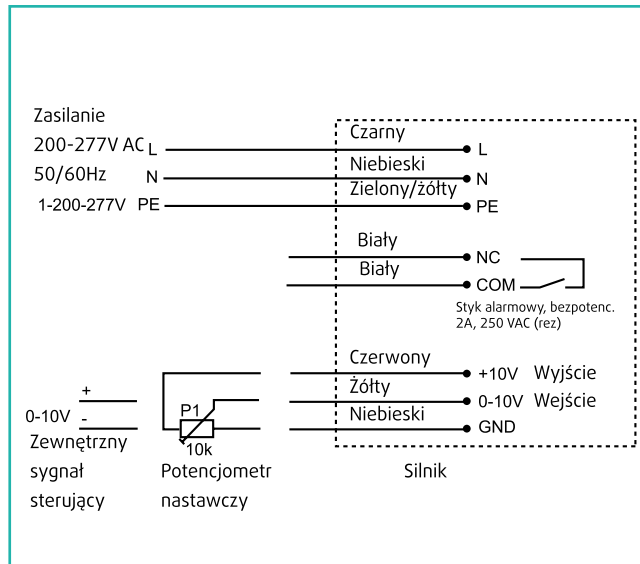 Zasilanie
200-277V AC L
50/60Hz N
1-200-277V PE
Czarny
L
Niebieski
N
Zielony/żółty
PE
Biały
NC
Biały
COM
Styk alarmowy, bezpotenc.
2A, 250 VAC (rez)
Czerwony
+10V Wyjście
Żółty
0-10V Wejście
Niebieski
GND
+
0-10V -
Zewnętrzny
sygnał
sterujący
P1
10k
Potencjometr
nastawczy
Silnik